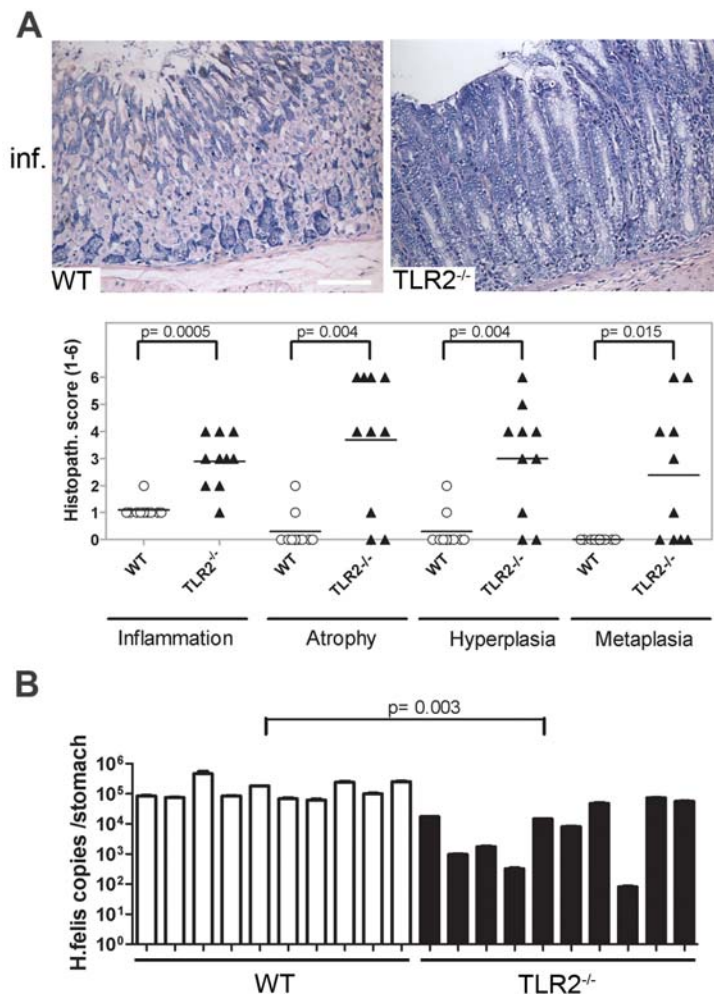 A
inf.
WT
TLR2-/-
p= 0.0005
p= 0.004
p= 0.004
p= 0.015
Histopath. score (1-6)
6
5
4
3
2
1
0
WT
TLR2-/-
WT
TLR2-/-
WT
TLR2-/-
WT
TLR2-/-
Inflammation
Atrophy
Hyperplasia
Metaplasia
B
p= 0.003
H.felis copies /stomach
10^6
10^5
10^4
10^3
10^2
10^1
10^0
WT
TLR2-/-